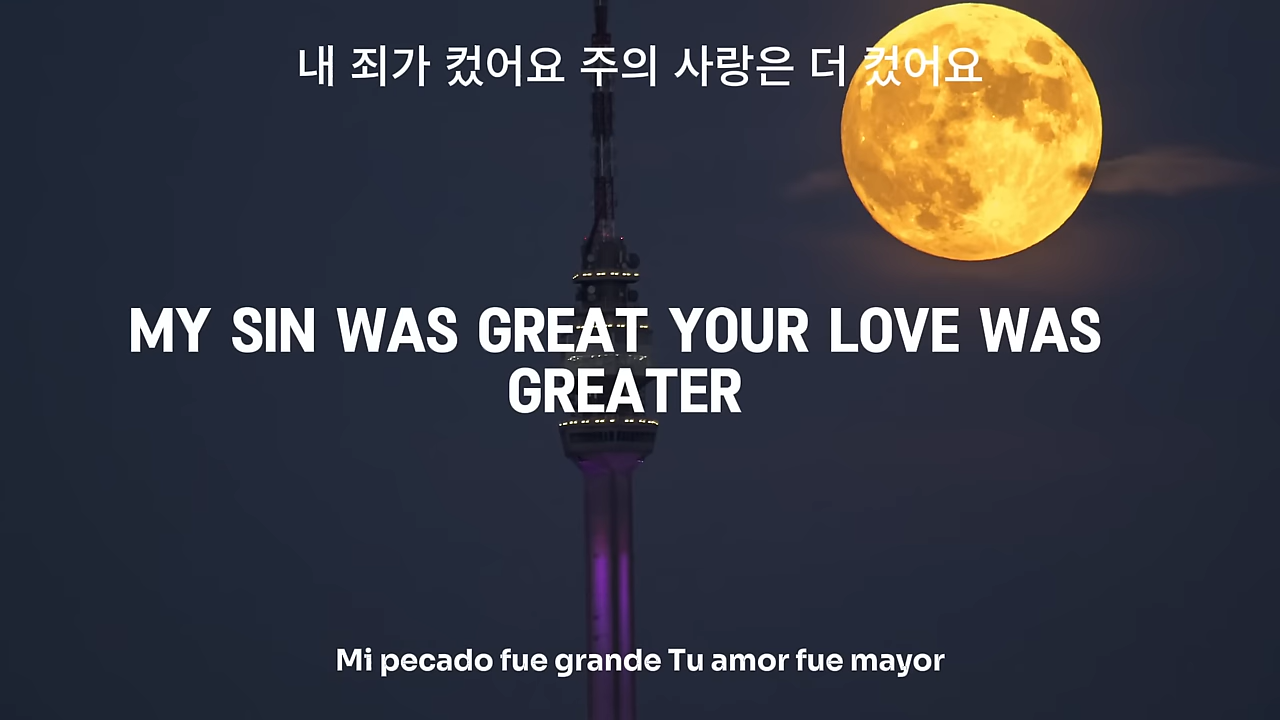 내 죄가 컸어요 주의 사랑은 더 컸어요
MY SIN WAS GREAT YOUR LOVE WAS
GREATER
Mi pecado fue grande Tu amor fue mayor